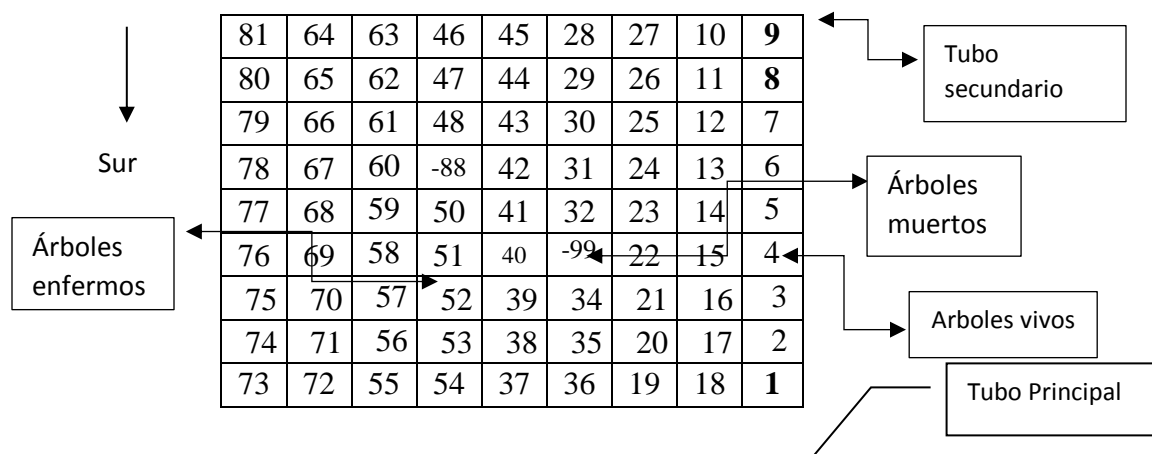 81 64 63 46 45 28 27 10 9
80 65 62 47 44 29 26 11 8
79 66 61 48 43 30 25 12 7
78 67 60 -88 42 31 24 13 6
77 68 59 50 41 32 23 14 5
76 69 58 51 40 -99 22 15 4
75 70 57 52 39 34 21 16 3
74 71 56 53 38 35 20 17 2
73 72 55 54 37 36 19 18 1
Sur
Árboles
enfermos
Tubo
secundario
Árboles
muertos
Arboles vivos
Tubo Principal